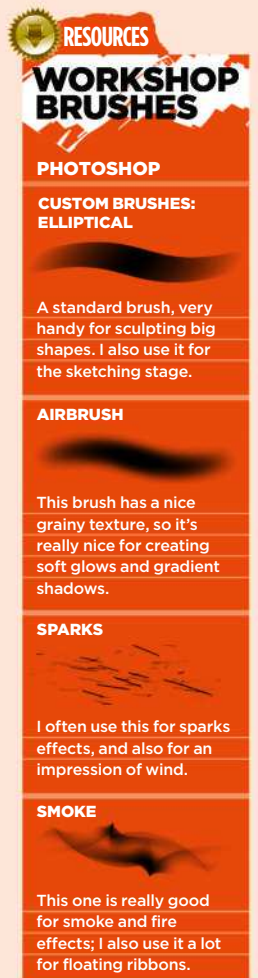 RESOURCES
WORKSHOP
BRUSHES
PHOTOSHOP
CUSTOM BRUSHES:
ELLIPTICAL
A standard brush, very
handy for sculpting big
shapes. I also use it for
the sketching stage.
AIRBRUSH
This brush has a nice
grainy texture, so it's
really nice for creating
soft glows and gradient
shadows.
SPARKS
I often use this for sparks
effects, and also for an
impression of wind.
SMOKE
This one is really good
for smoke and fire
effects; I also use it a lot
for floating ribbons.